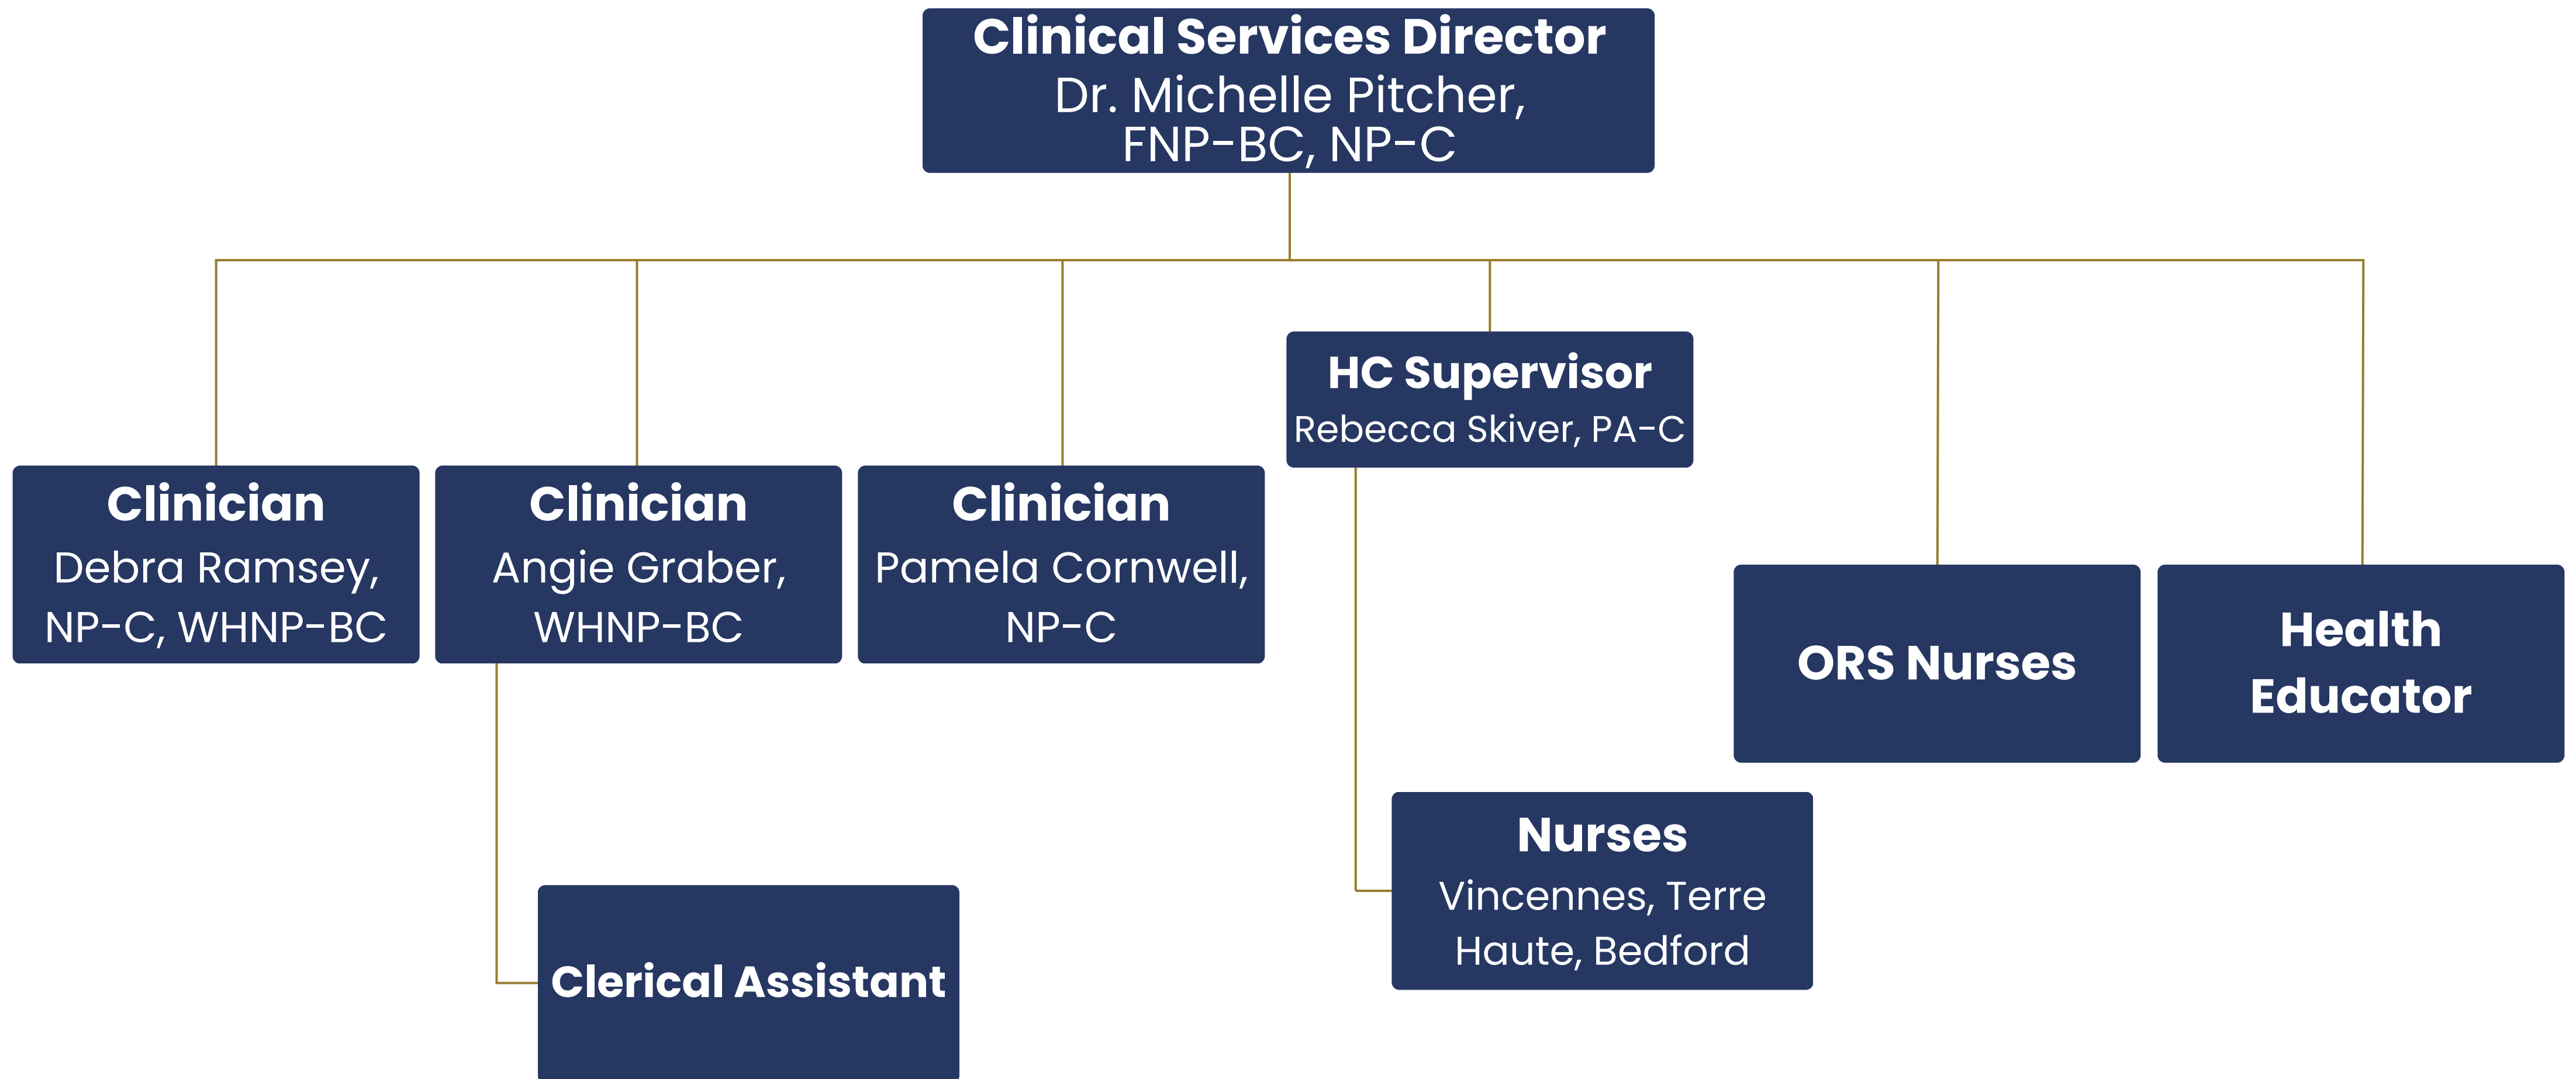 Clinical Services Director
Dr. Michelle Pitcher,
FNP-BC, NP-C
HC Supervisor
Rebecca Skiver, PA-C
Clinician
Debra Ramsey,
NP-C, WHNP-BC
Clinician
Angie Graber,
WHNP-BC
Clinician
Pamela Cornwell,
NP-C
ORS Nurses
Health
Educator
Nurses
Vincennes, Terre
Haute, Bedford
Clerical Assistant